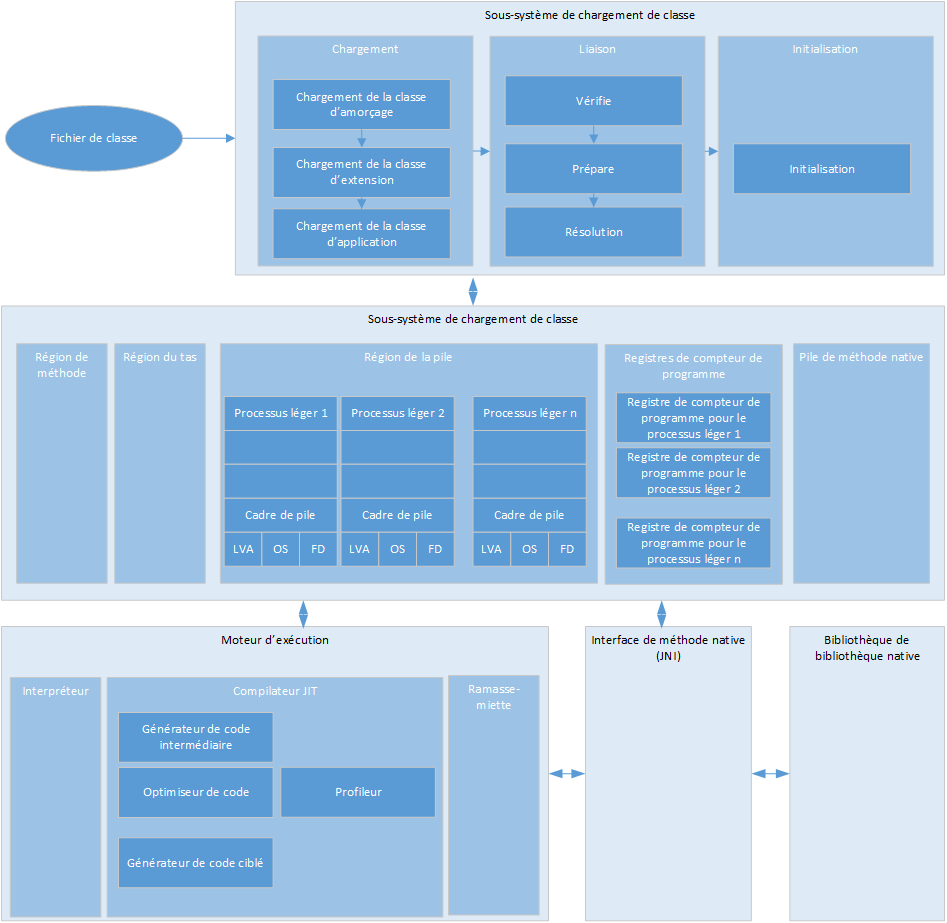 Sous-système de chargement de classe
Fichier de classe
Chargement
Chargement de la classe
d’amorçage
Chargement de la classe
d’extension
Chargement de la classe
d’application
Liaison
Vérifie
Prépare
Résolution
Initialisation
Initialisation
Sous-système de chargement de classe
Région de
méthode
Région du tas
Région de la pile
Processus léger 1
Processus léger 2
Processus léger n
Cadre de pile
Cadre de pile
Cadre de pile
LVA
OS
FD
LVA
OS
FD
LVA
OS
FD
Registres de compteur de
programme
Registre de compteur de
programme pour le
processus léger 1
Registre de compteur de
programme pour le
processus léger 2
Registre de compteur de
programme pour le
processus léger n
Pile de méthode native
Moteur d’exécution
Interpréteur
Compilateur JIT
Générateur de code
intermédiaire
Optimiseur de code
Profileur
Générateur de code ciblé
Ramasse-
miette
Interface de méthode native
(JNI)
Bibliothèque de
bibliothèque native